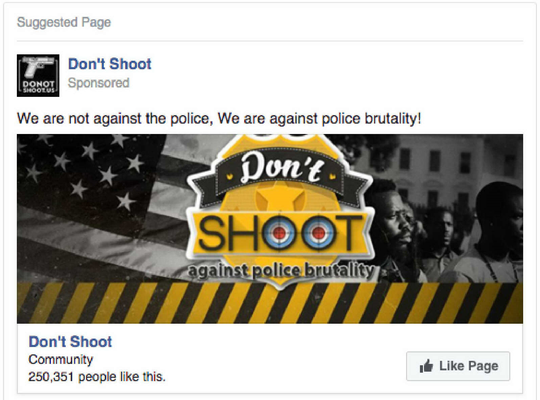 Suggested Page
DONOT
SHOOT.US
Don't Shoot
Sponsored
We are not against the police, We are against police brutality!
Don't
SHOOT
against police brutality
Don't Shoot
Community
250,351 people like this.
Like Page